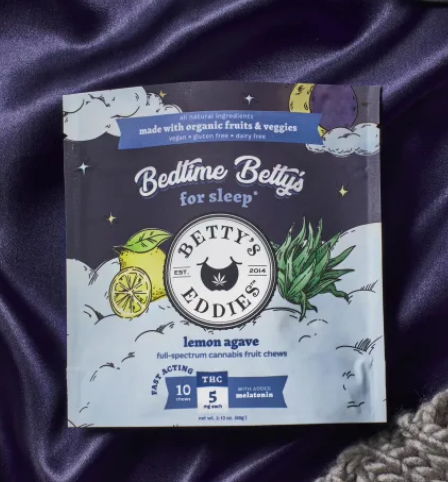 all natural ingredients
made with organic fruits & veggies
vegan • gluten free • dairy free
Bedtime Betty's
for sleep*
BETTY'S
EST. 2014
EDDIES™
lemon agave
full-spectrum cannabis fruit chews
FAST ACTING
10 chews
THC
5
mg each
WITH ADDED
melatonin